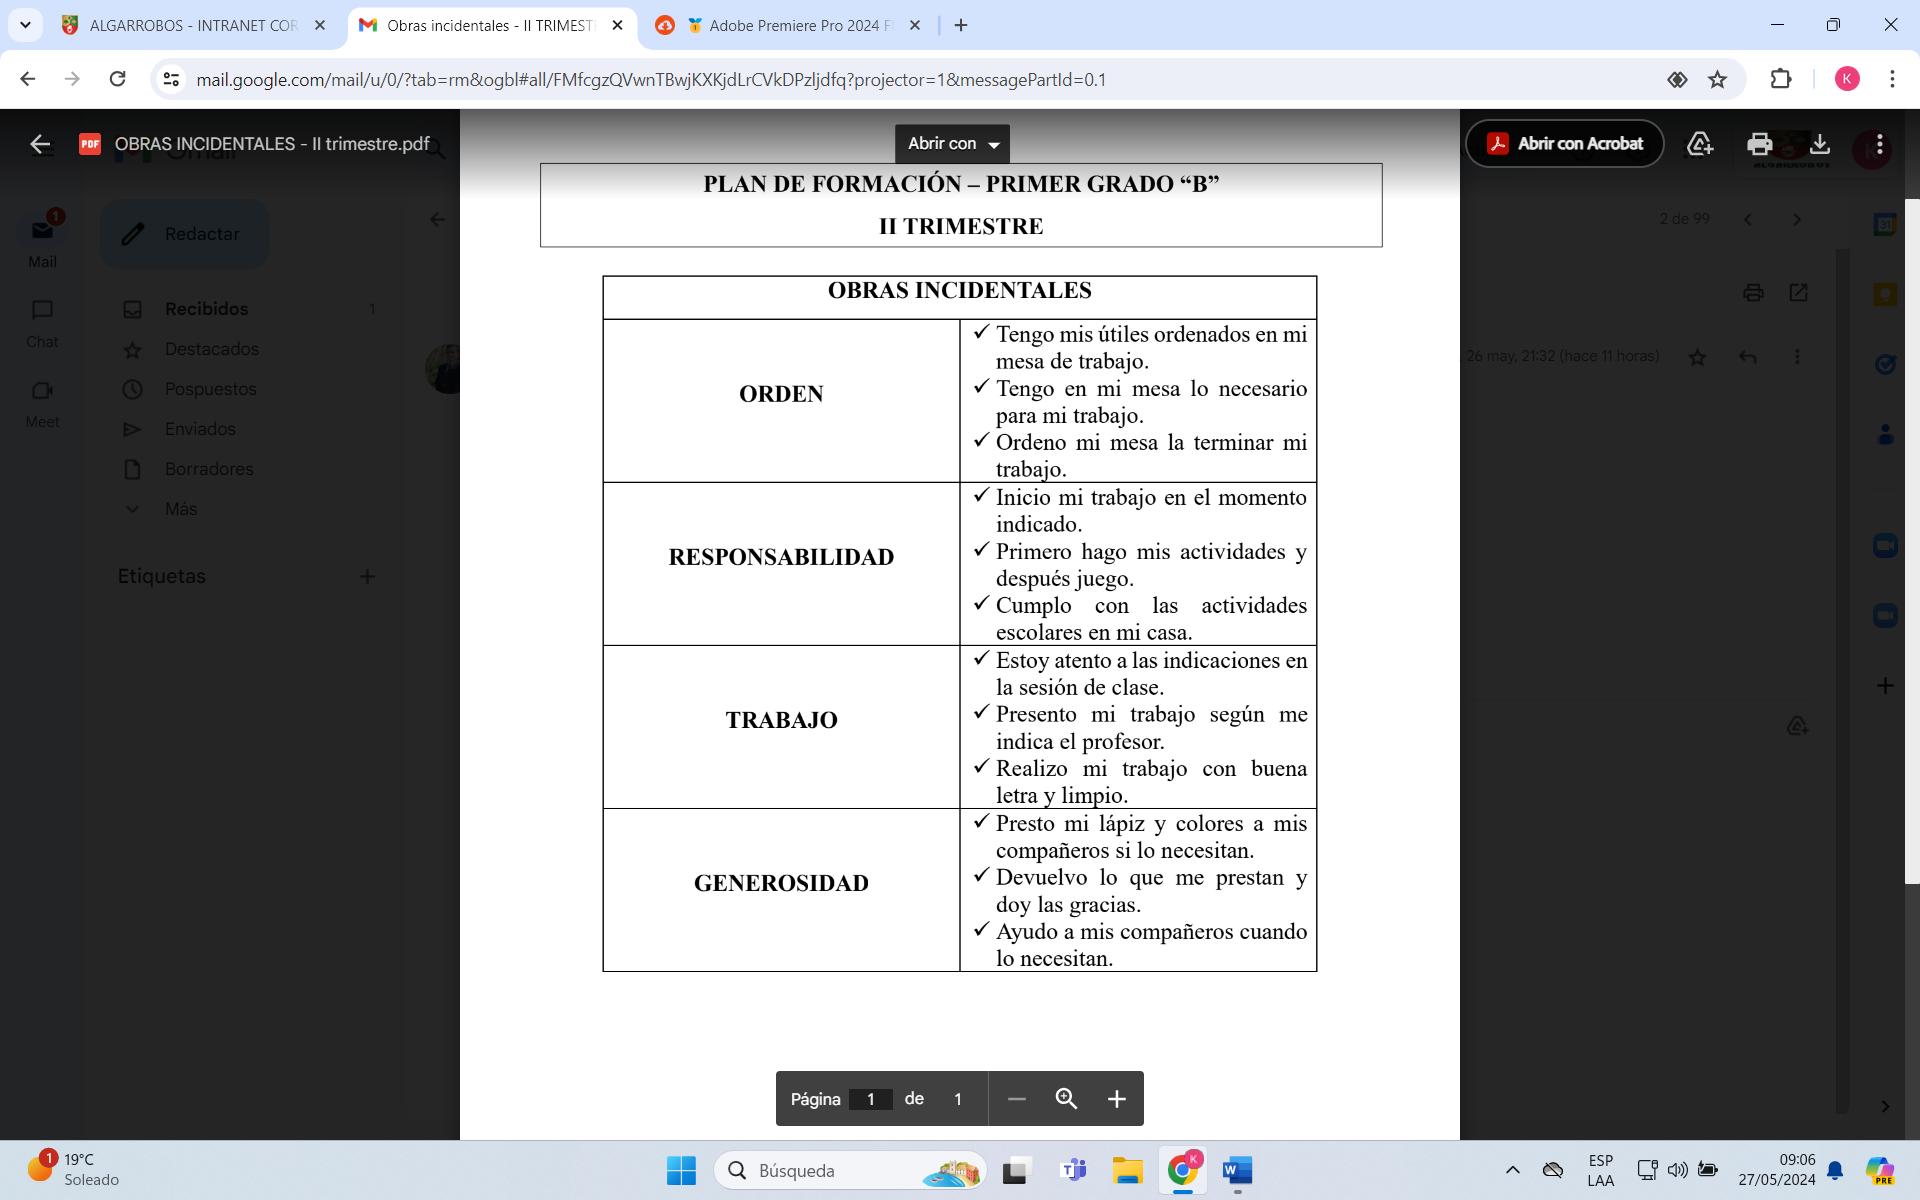 ALGARROBOS - INTRANET COR
Obras incidentales - II TRIMEST
Adobe Premiere Pro 2024 F
mail.google.com/mail/u/0/?tab=rm&ogbl#all/FMfcgzQVwnTBwjKXKjdLrCVkDPzljdfq?projector=1&messagePartId=0.1
K
PDF OBRAS INCIDENTALES - II trimestre.pdf
Abrir con
Abrir con Acrobat
PLAN DE FORMACIÓN – PRIMER GRADO “B”
II TRIMESTRE
1
Mail
Chat
Meet
Redactar
Recibidos 1
Destacados
Pospuestos
Enviados
Borradores
Más
Etiquetas
2 de 99
26 may, 21:32 (hace 11 horas)
31
OBRAS INCIDENTALES
ORDEN
✓ Tengo mis útiles ordenados en mi
mesa de trabajo.
✓ Tengo en mi mesa lo necesario
para mi trabajo.
✓ Ordeno mi mesa la terminar mi
trabajo.
RESPONSABILIDAD
✓ Inicio mi trabajo en el momento
indicado.
✓ Primero hago mis actividades y
después juego.
✓ Cumplo con las actividades
escolares en mi casa.
TRABAJO
✓ Estoy atento a las indicaciones en
la sesión de clase.
✓ Presento mi trabajo según me
indica el profesor.
✓ Realizo mi trabajo con buena
letra y limpio.
GENEROSIDAD
✓ Presto mi lápiz y colores a mis
compañeros si lo necesitan.
✓ Devuelvo lo que me prestan y
doy las gracias.
✓ Ayudo a mis compañeros cuando
lo necesitan.
Página 1 de 1
1
19°C
Soleado
Búsqueda
K
W
ESP
LAA
09:06
27/05/2024
PRE